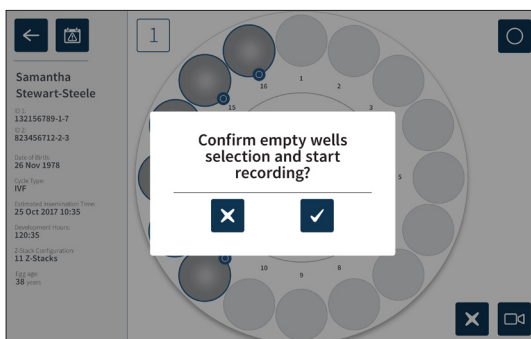 1
Samantha
Stewart-Steele
ID 1:
132156789-1-7
ID 2:
823456712-2-3
Date of Birth:
26 Nov 1978
Cycle Type:
IVF
Estimated Insemination Time:
25 Oct 2017 10:35
Development Hours:
120:35
Z-Stack Configuration:
11 Z-Stacks
Egg age:
38 years
16
1
2
15
3
Confirm empty wells
selection and start
recording?
5
10
9
8